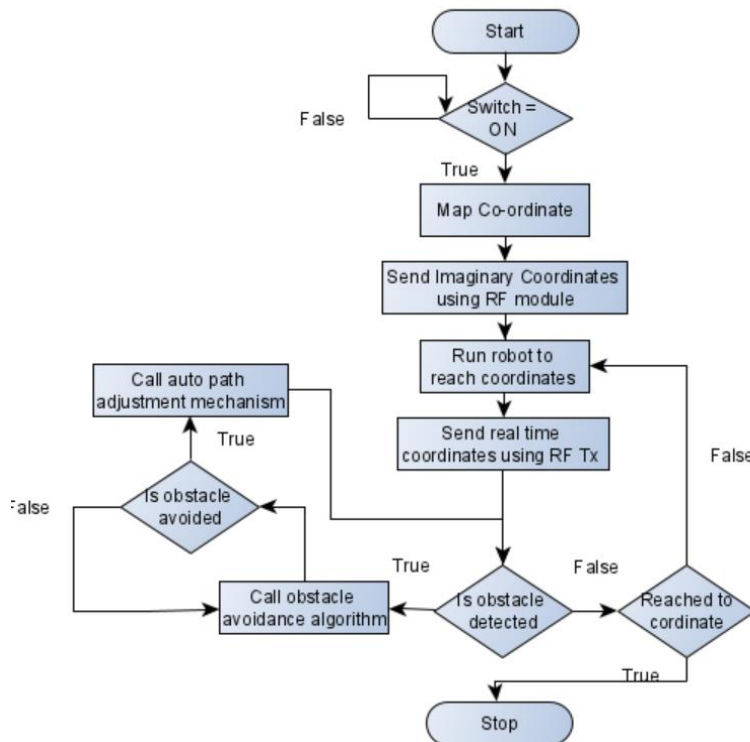 Start
Switch =
ON
False
True
Map Co-ordinate
Send Imaginary Coordinates
using RF module
Run robot to
reach coordinates
Call auto path
adjustment mechanism
Send real time
coordinates using RF Tx
True
False
Is obstacle
avoided
False
True
False
Call obstacle
avoidance algorithm
Is obstacle
detected
Reached to
cordinate
True
Stop